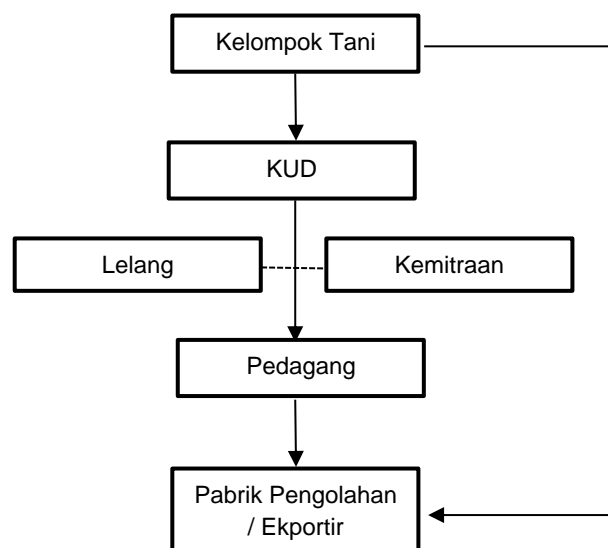 Kelompok Tani
KUD
Lelang
Kemitraan
Pedagang
Pabrik Pengolahan
/ Ekportir